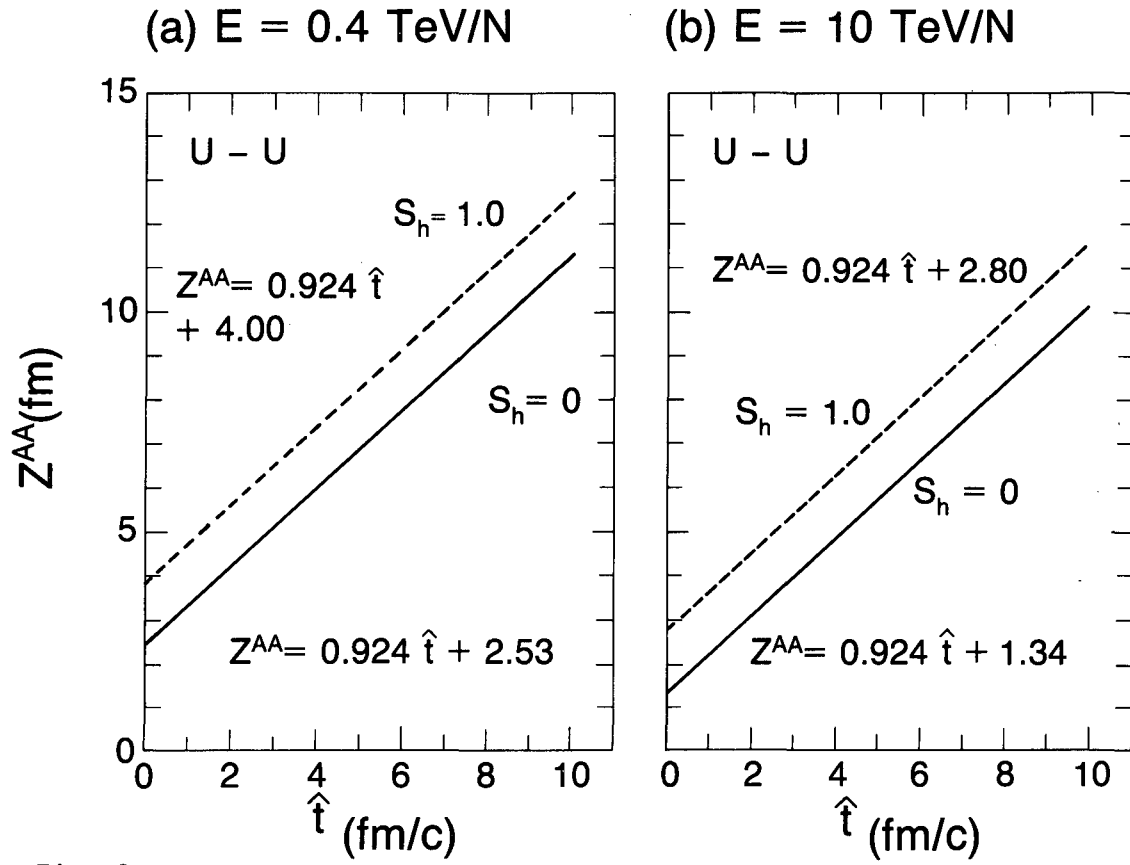 (a) E = 0.4 TeV/N
(b) E = 10 TeV/N
Z^AA (fm)
15
10
5
0
U – U
S_h = 1.0
Z^AA = 0.924 t̂
+ 4.00
S_h = 0
Z^AA = 0.924 t̂ + 2.53
0 2 4 6 8 10
t̂ (fm/c)
U – U
Z^AA = 0.924 t̂ + 2.80
S_h = 1.0
S_h = 0
Z^AA = 0.924 t̂ + 1.34
0 2 4 6 8 10
t̂ (fm/c)